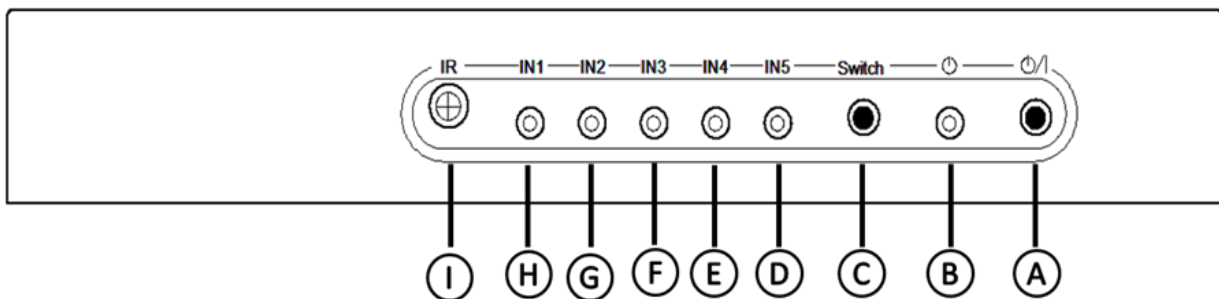 IR IN1 IN2 IN3 IN4 IN5 Switch ⏻ ⏻/I
I H G F E D C B A